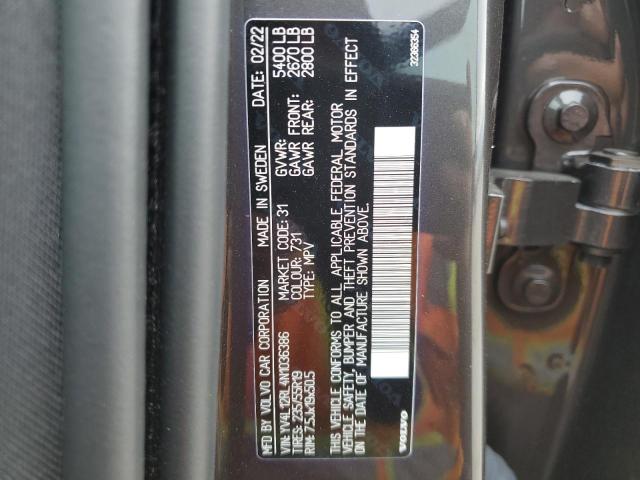 MFD BY VOLVO CAR CORPORATION MADE IN SWEDEN DATE: 02/22
VIN: YV4L12RL4N1036386 MARKET CODE: 31 GVWR: 5400 LB
TIRES: 235/55R19 COLOUR: 731 GAWR FRONT: 2670 LB
RIM: 7.5Jx19x50.5 TYPE: MPV GAWR REAR: 2800 LB
THIS VEHICLE CONFORMS TO ALL APPLICABLE FEDERAL MOTOR
VEHICLE SAFETY, BUMPER AND THEFT PREVENTION STANDARDS IN EFFECT
ON THE DATE OF MANUFACTURE SHOWN ABOVE.
VOLVO 32386354